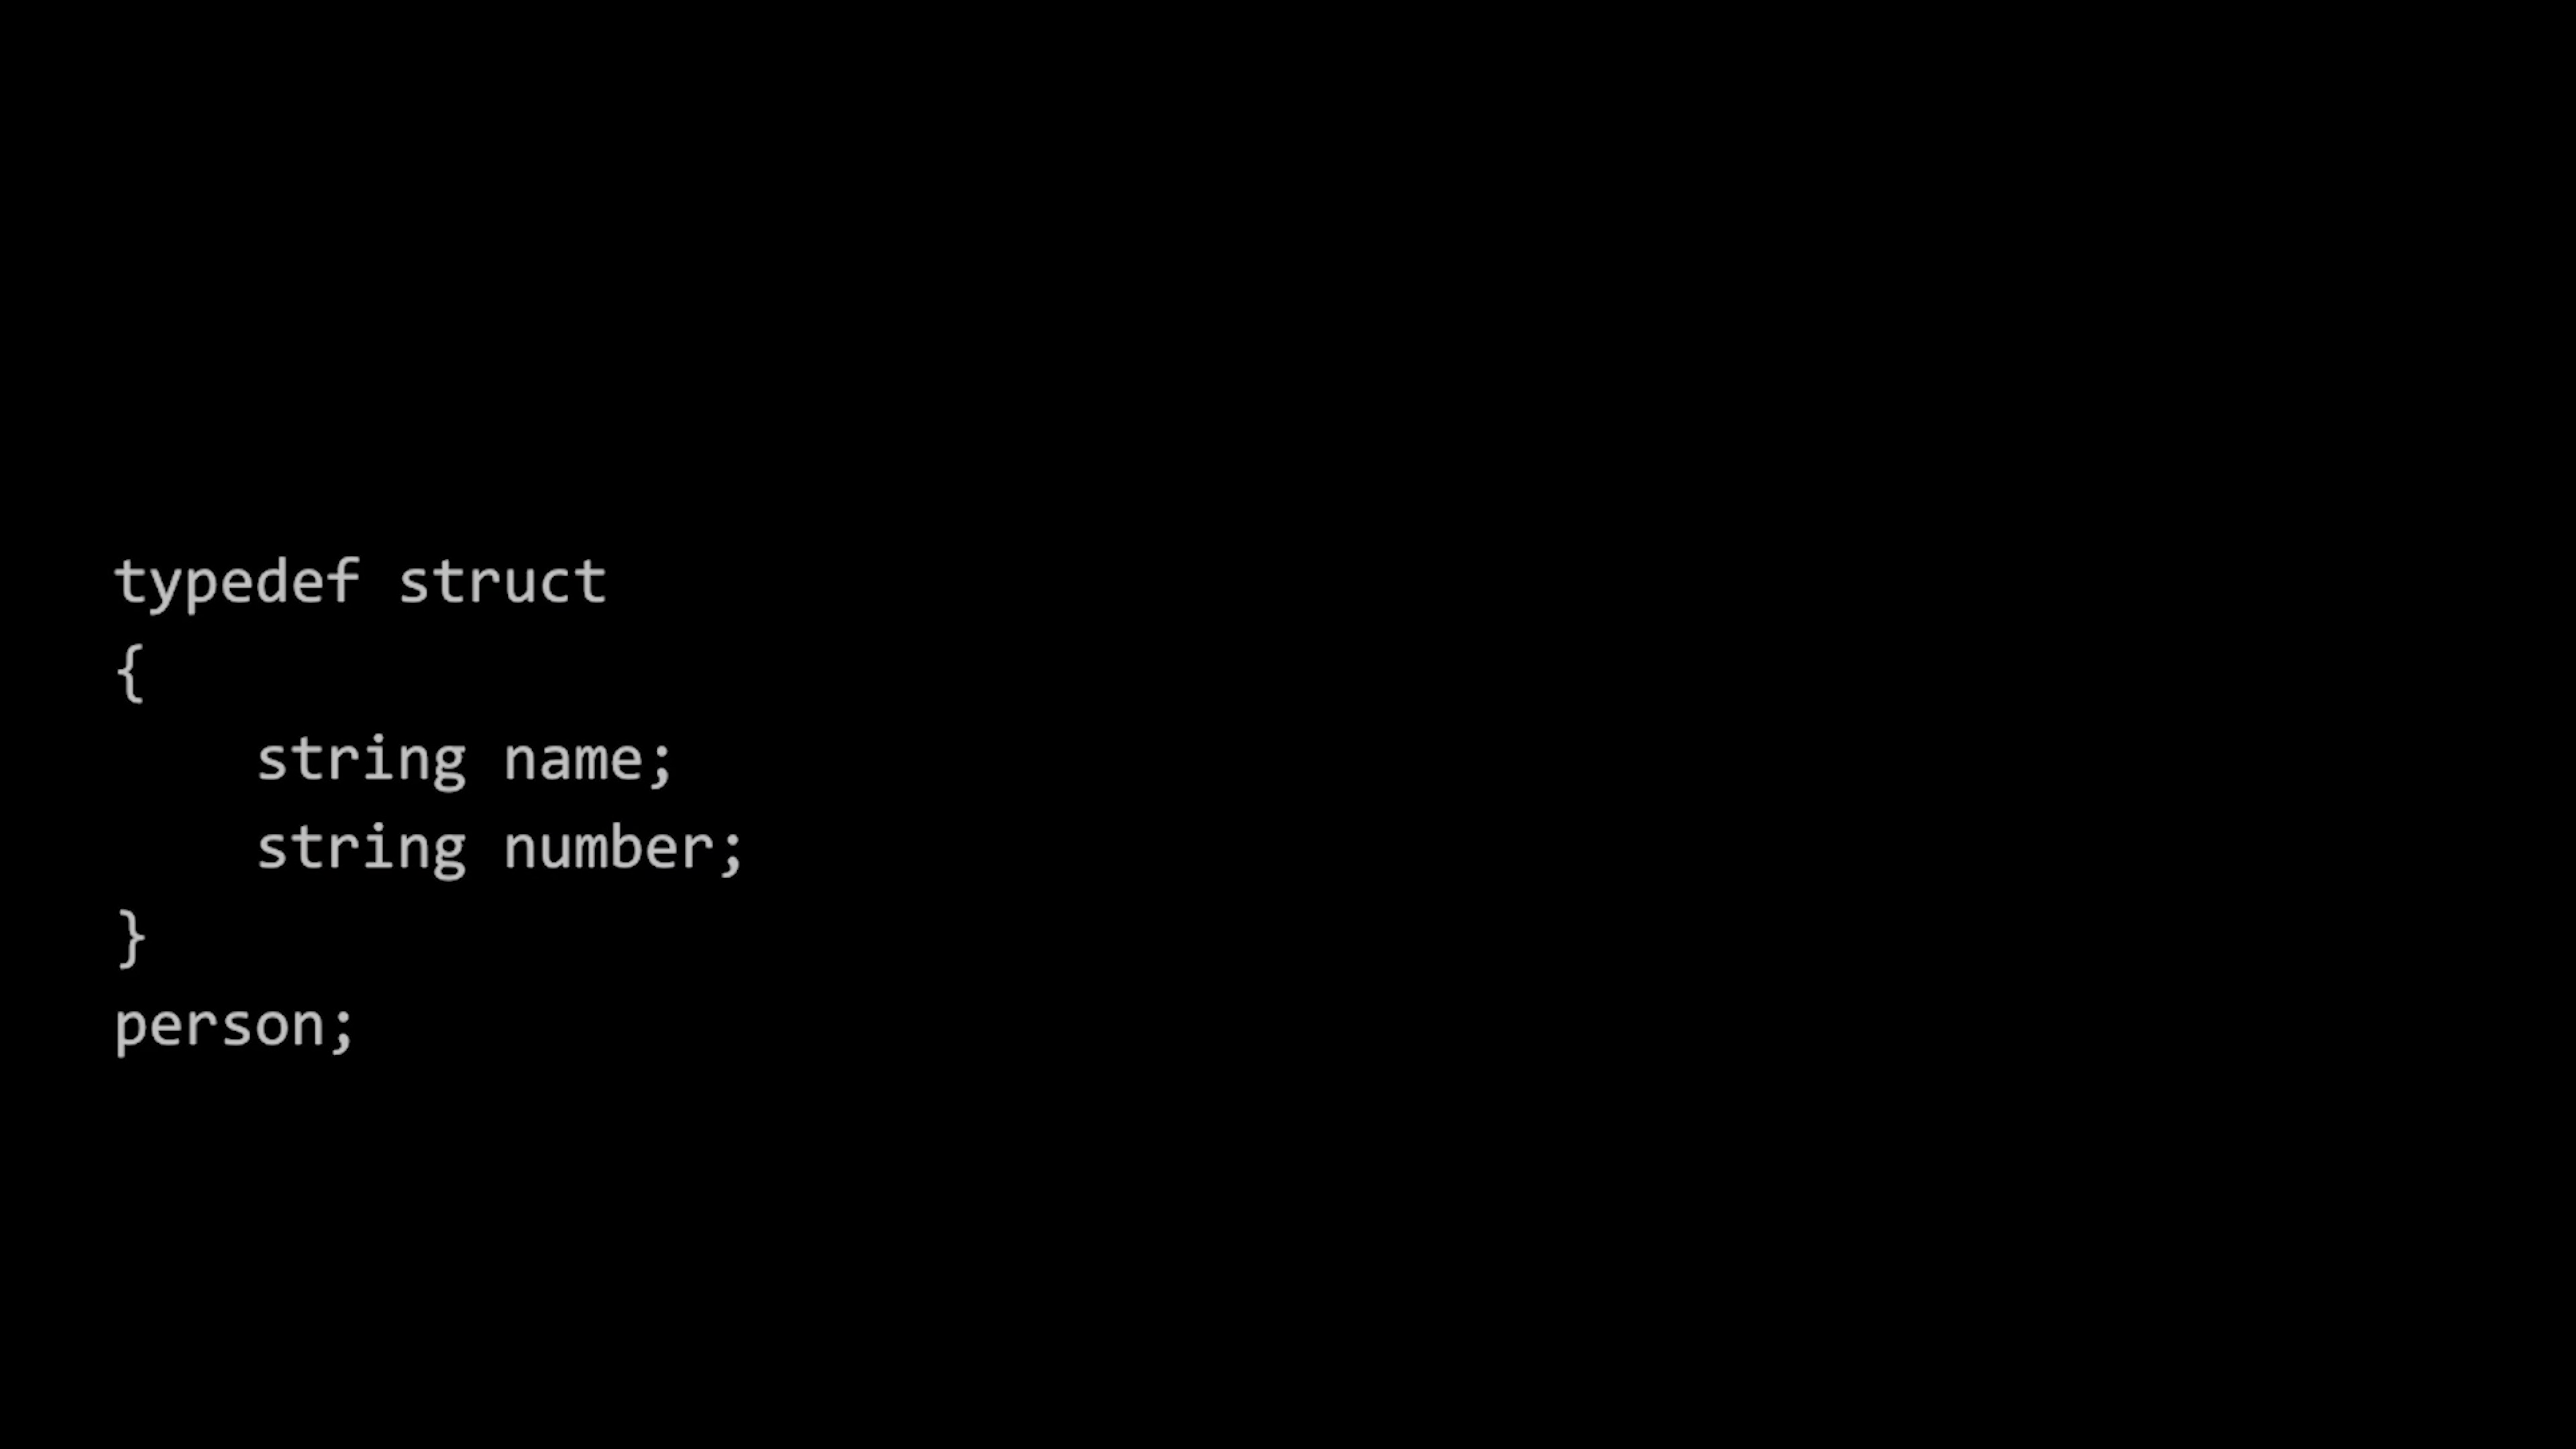 typedef struct
{
    string name;
    string number;
}
person;